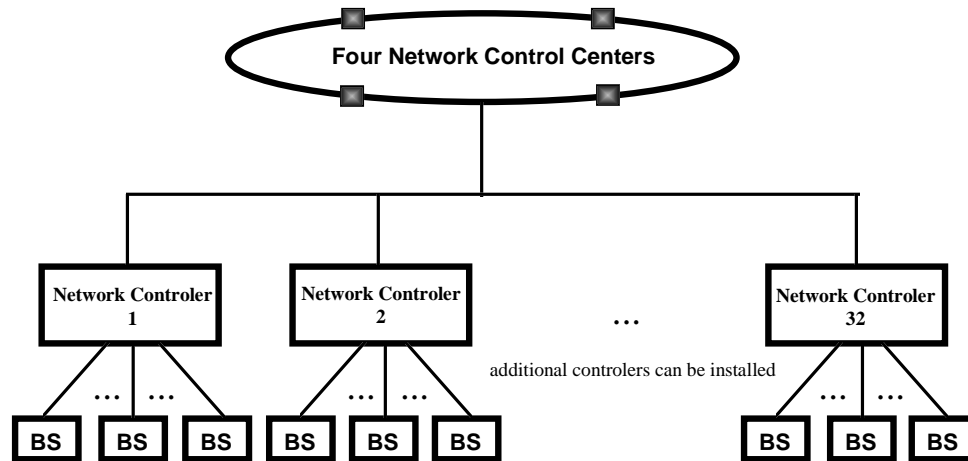 Four Network Control Centers
Network Controler
1
Network Controler
2
...
Network Controler
32
additional controlers can be installed
... ...
... ...
... ...
BS BS BS BS BS BS BS BS BS